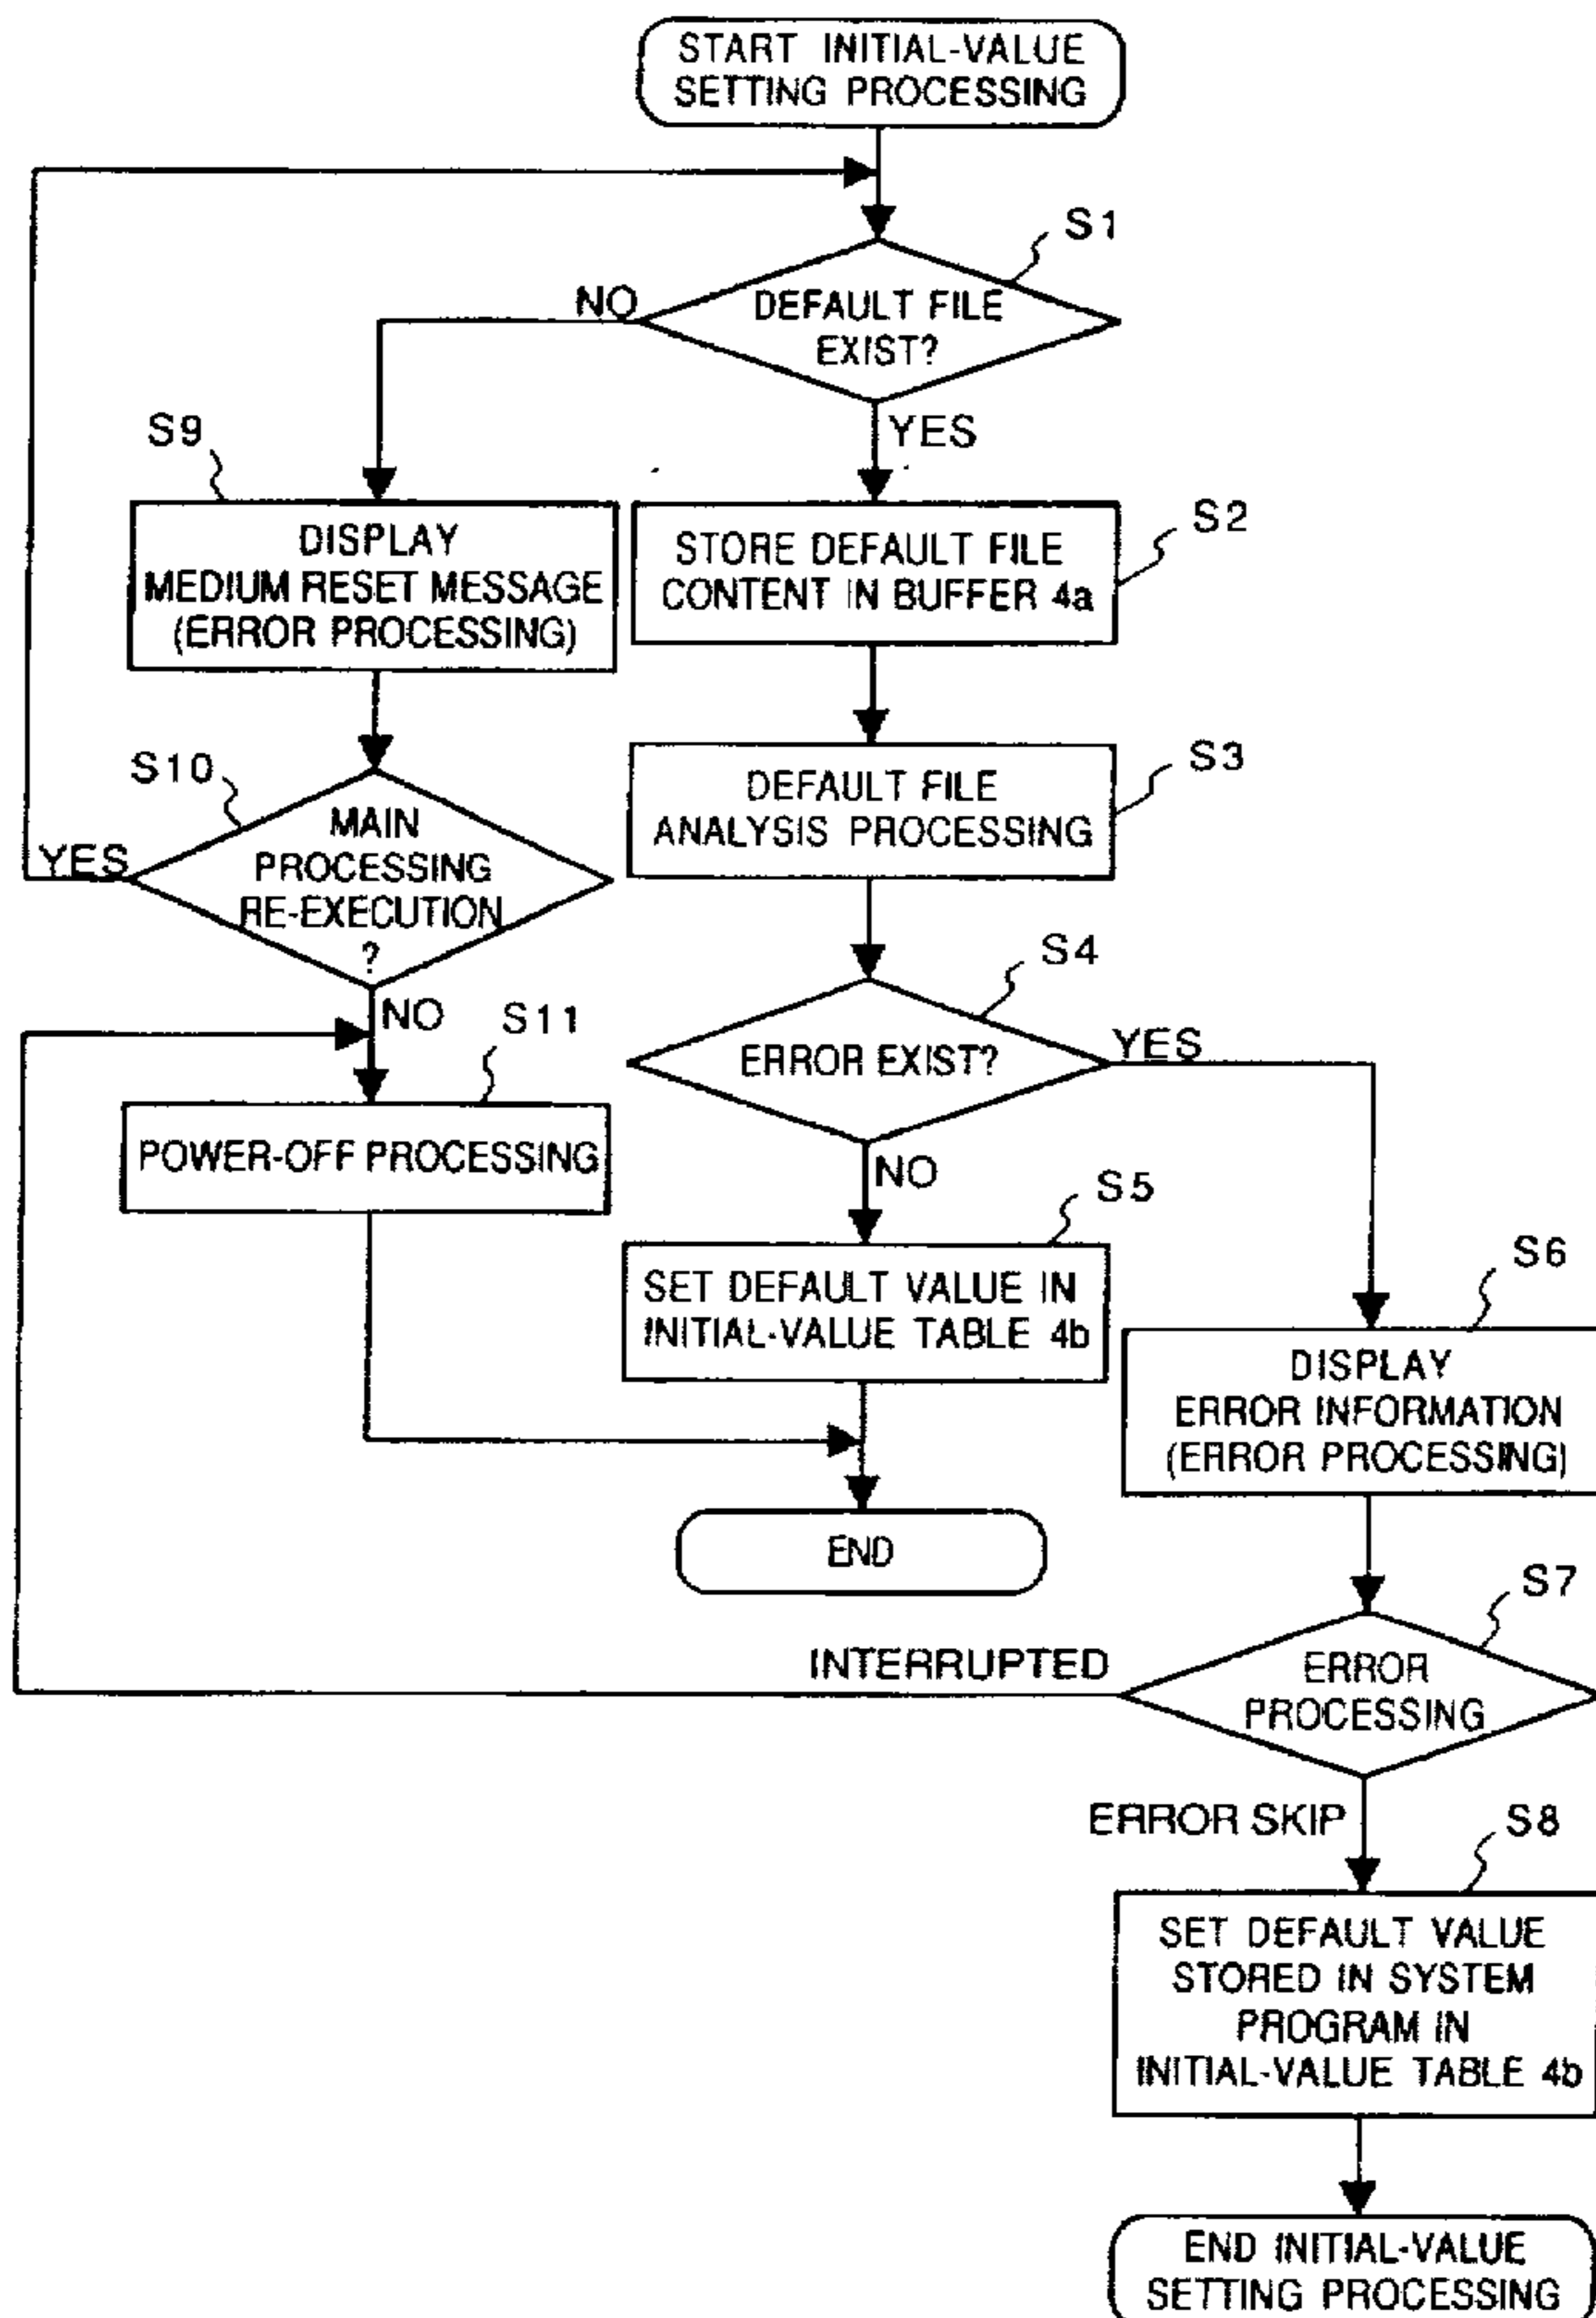 START INITIAL-VALUE
SETTING PROCESSING
S1
DEFAULT FILE
EXIST?
NO
YES
S9
DISPLAY
MEDIUM RESET MESSAGE
(ERROR PROCESSING)
S2
STORE DEFAULT FILE
CONTENT IN BUFFER 4a
S3
DEFAULT FILE
ANALYSIS PROCESSING
S10
MAIN
PROCESSING
RE-EXECUTION
?
YES
NO
S4
ERROR EXIST?
YES
NO
S11
POWER-OFF PROCESSING
S5
SET DEFAULT VALUE IN
INITIAL-VALUE TABLE 4b
S6
DISPLAY
ERROR INFORMATION
(ERROR PROCESSING)
END
S7
ERROR
PROCESSING
INTERRUPTED
ERROR SKIP
S8
SET DEFAULT VALUE
STORED IN SYSTEM
PROGRAM IN
INITIAL-VALUE TABLE 4b
END INITIAL-VALUE
SETTING PROCESSING